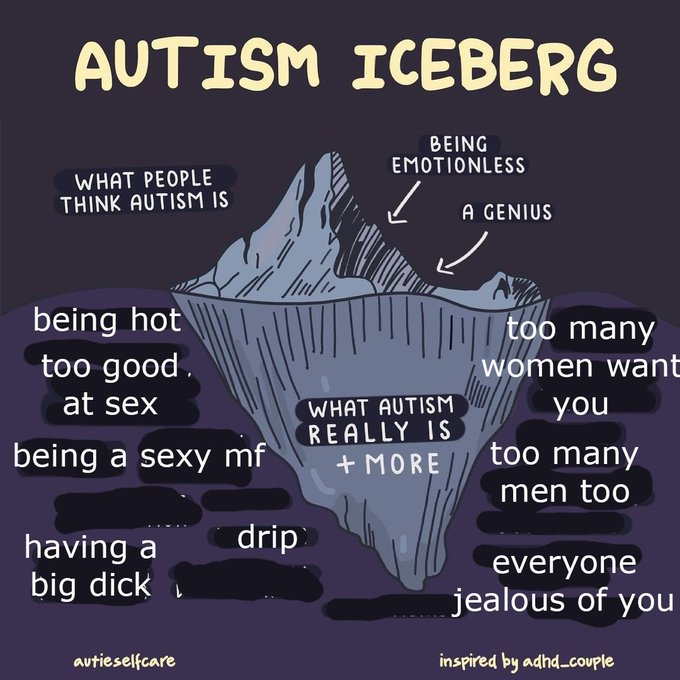 AUTISM ICEBERG
BEING
EMOTIONLESS
WHAT PEOPLE
THINK AUTISM IS
A GENIUS
being hot
too good
at sex
being a sexy mf
having a
big dick
drip
WHAT AUTISM
REALLY IS
+ MORE
too many
women want
you
too many
men too
everyone
jealous of you
autieselfcare
inspired by adhd_couple